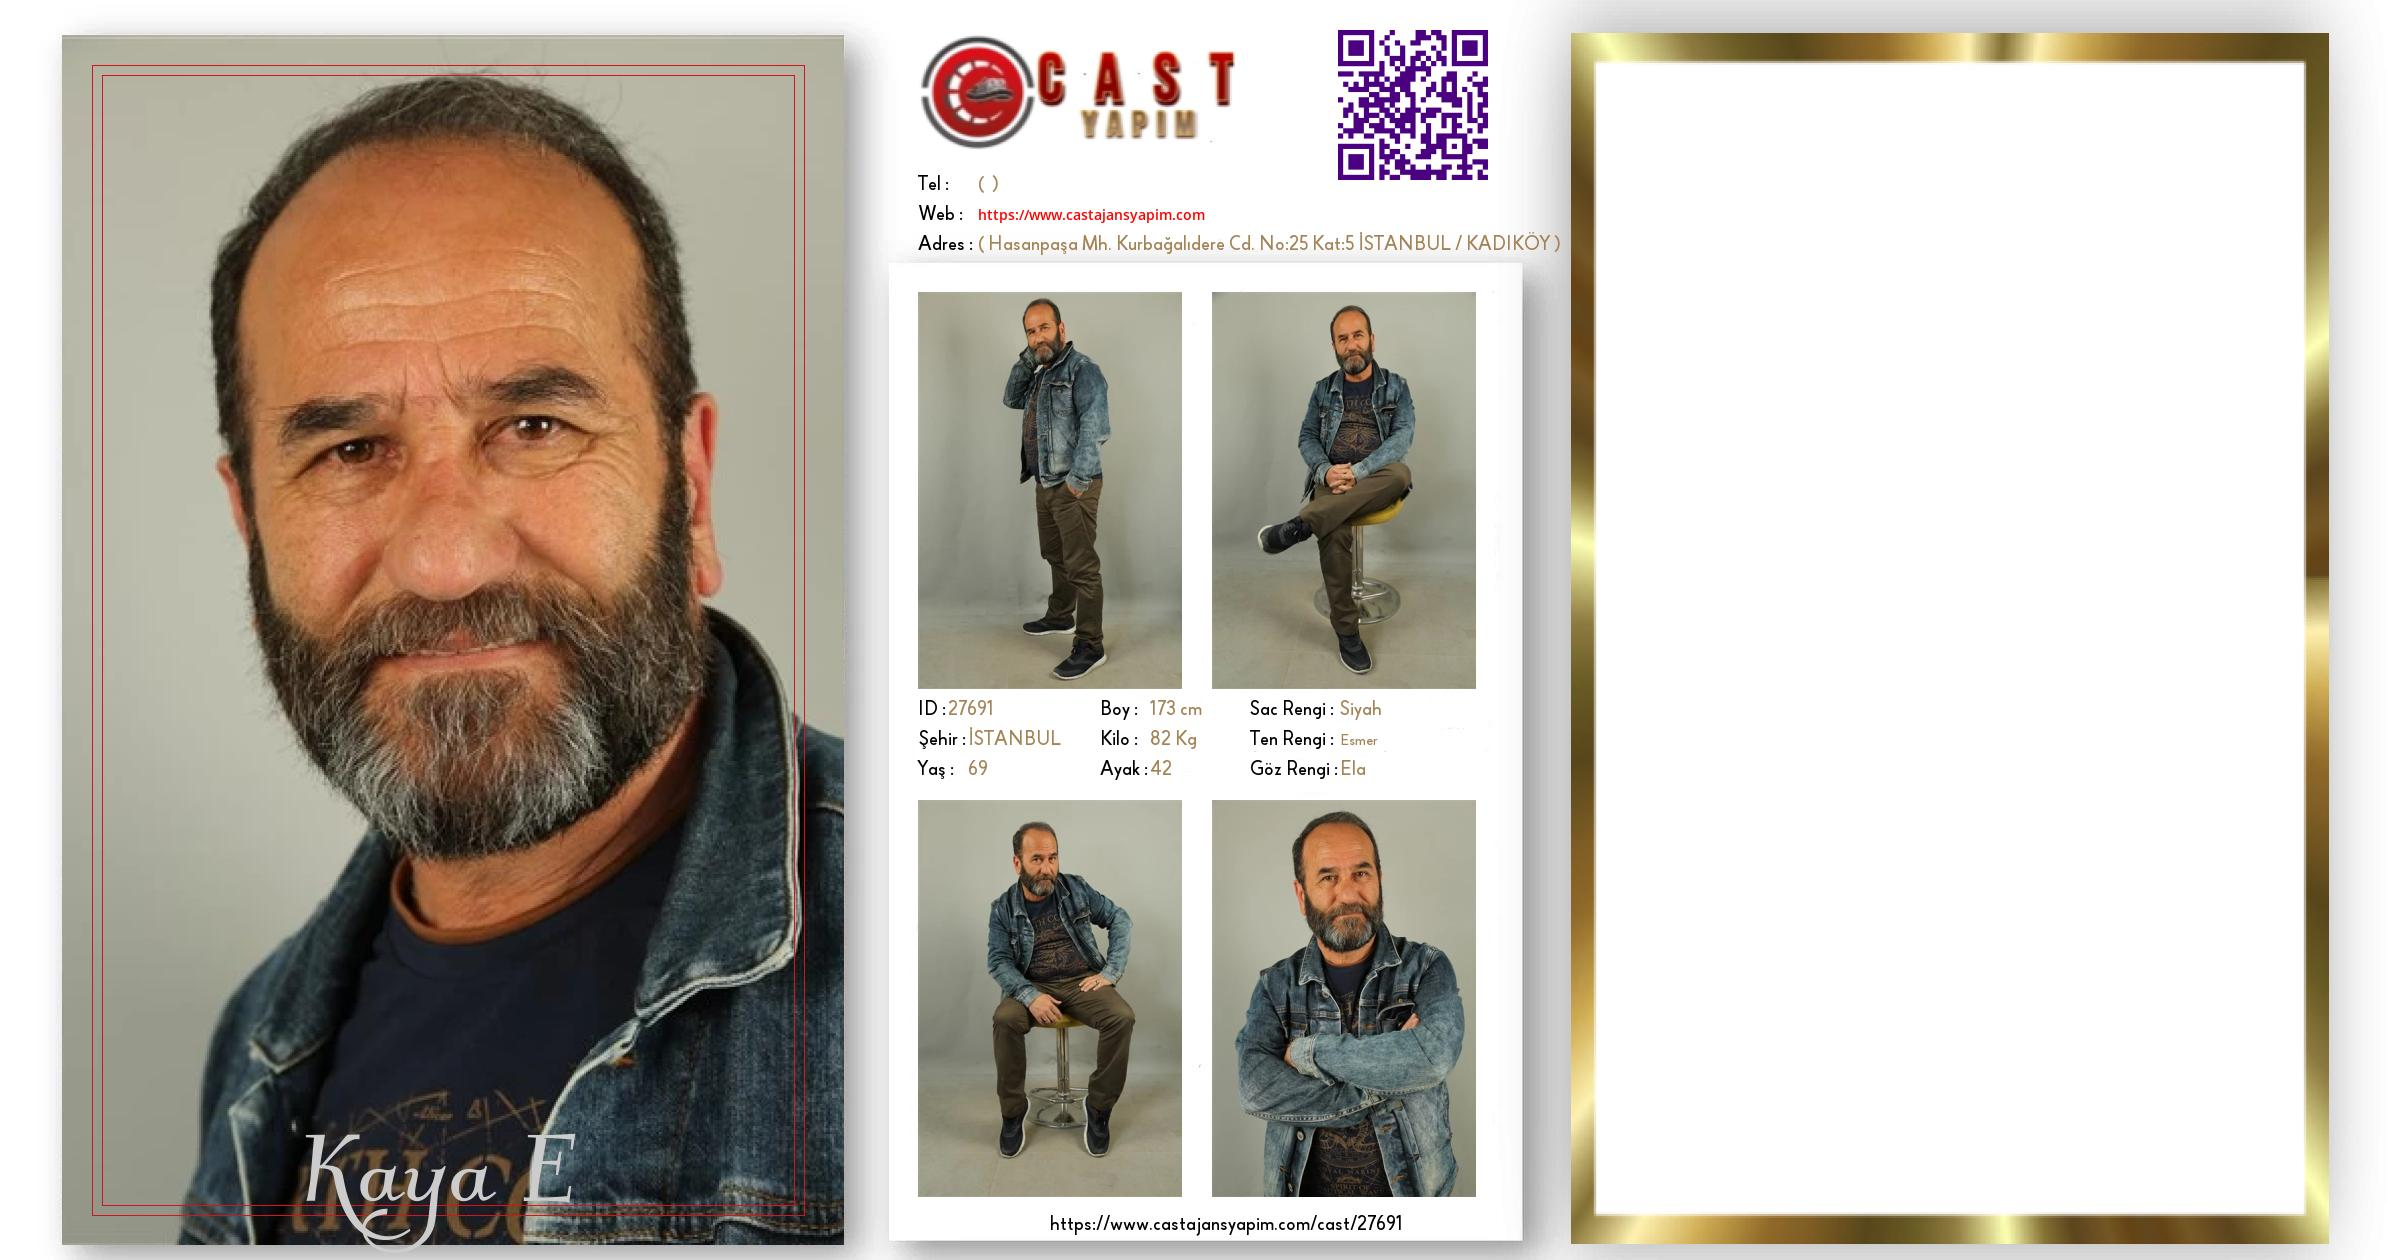 Kaya E
CAST
YAPIM
Tel : ( )
Web : https://www.castajansyapim.com
Adres : ( Hasanpaşa Mh. Kurbağalıdere Cd. No:25 Kat:5 İSTANBUL / KADIKÖY )
ID : 27691 Boy : 173 cm Sac Rengi : Siyah
Şehir : İSTANBUL Kilo : 82 Kg Ten Rengi : Esmer
Yaş : 69 Ayak : 42 Göz Rengi : Ela
https://www.castajansyapim.com/cast/27691